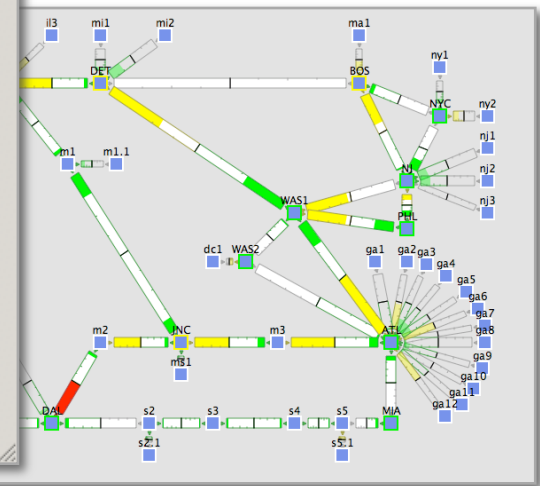 il3
mi1
mi2
ma1
ny1
DET
BOS
NYC
ny2
nj1
m1
m1.1
NJ
nj2
nj3
WAS1
PHL
dc1
WAS2
ga1
ga2
ga3
ga4
ga5
ga6
ga7
m2
m3
ATL
ga8
ms1
ga9
ga10
ga11
ga12
DAL
s2
s3
s4
s5
MIA
s2.1
s5.1